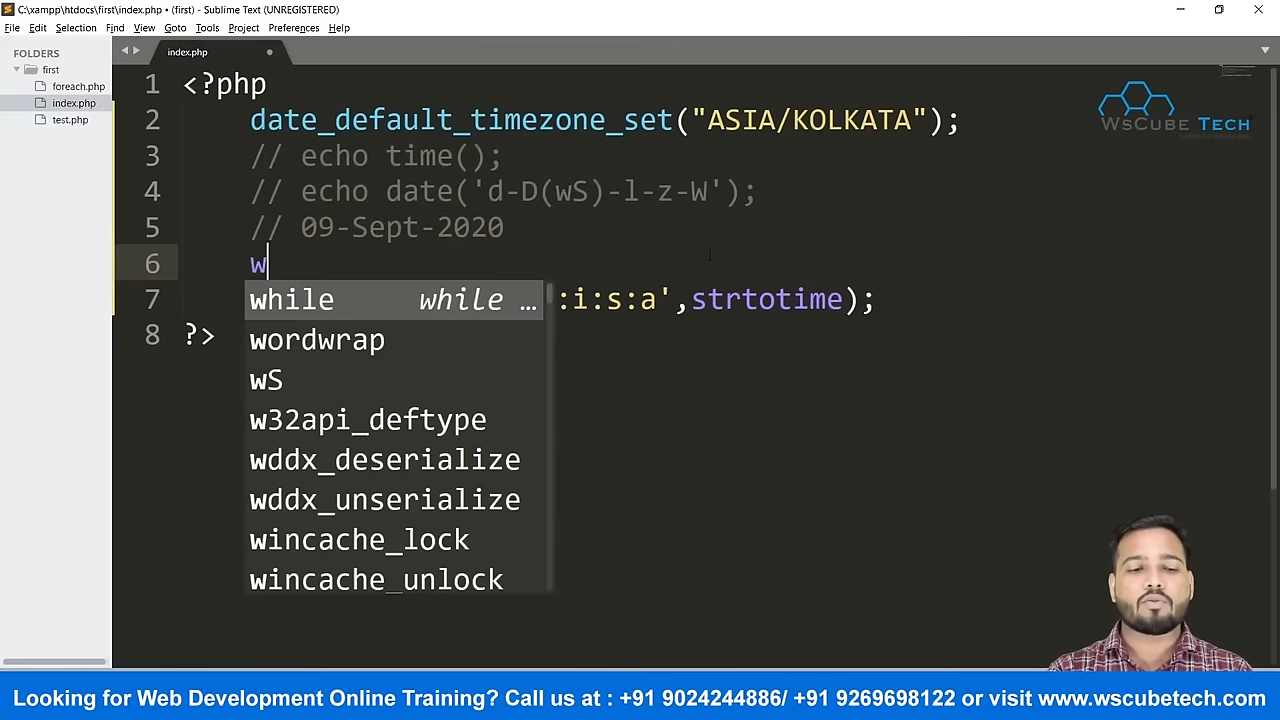 C:\xampp\htdocs\first\index.php • (first) - Sublime Text (UNREGISTERED)
File Edit Selection Find View Goto Tools Project Preferences Help
FOLDERS
first
foreach.php
index.php
test.php
index.php
1 <?php
2 date_default_timezone_set("ASIA/KOLKATA");
3 // echo time();
4 // echo date('d-D(wS)-l-z-W');
5 // 09-Sept-2020
6 w
7 :i:s:a',strtotime);
8 ?>
while while …
wordwrap
wS
w32api_deftype
wddx_deserialize
wddx_unserialize
wincache_lock
wincache_unlock
WsCube Tech
Looking for Web Development Online Training? Call us at : +91 9024244886/ +91 9269698122 or visit www.wscubetech.com